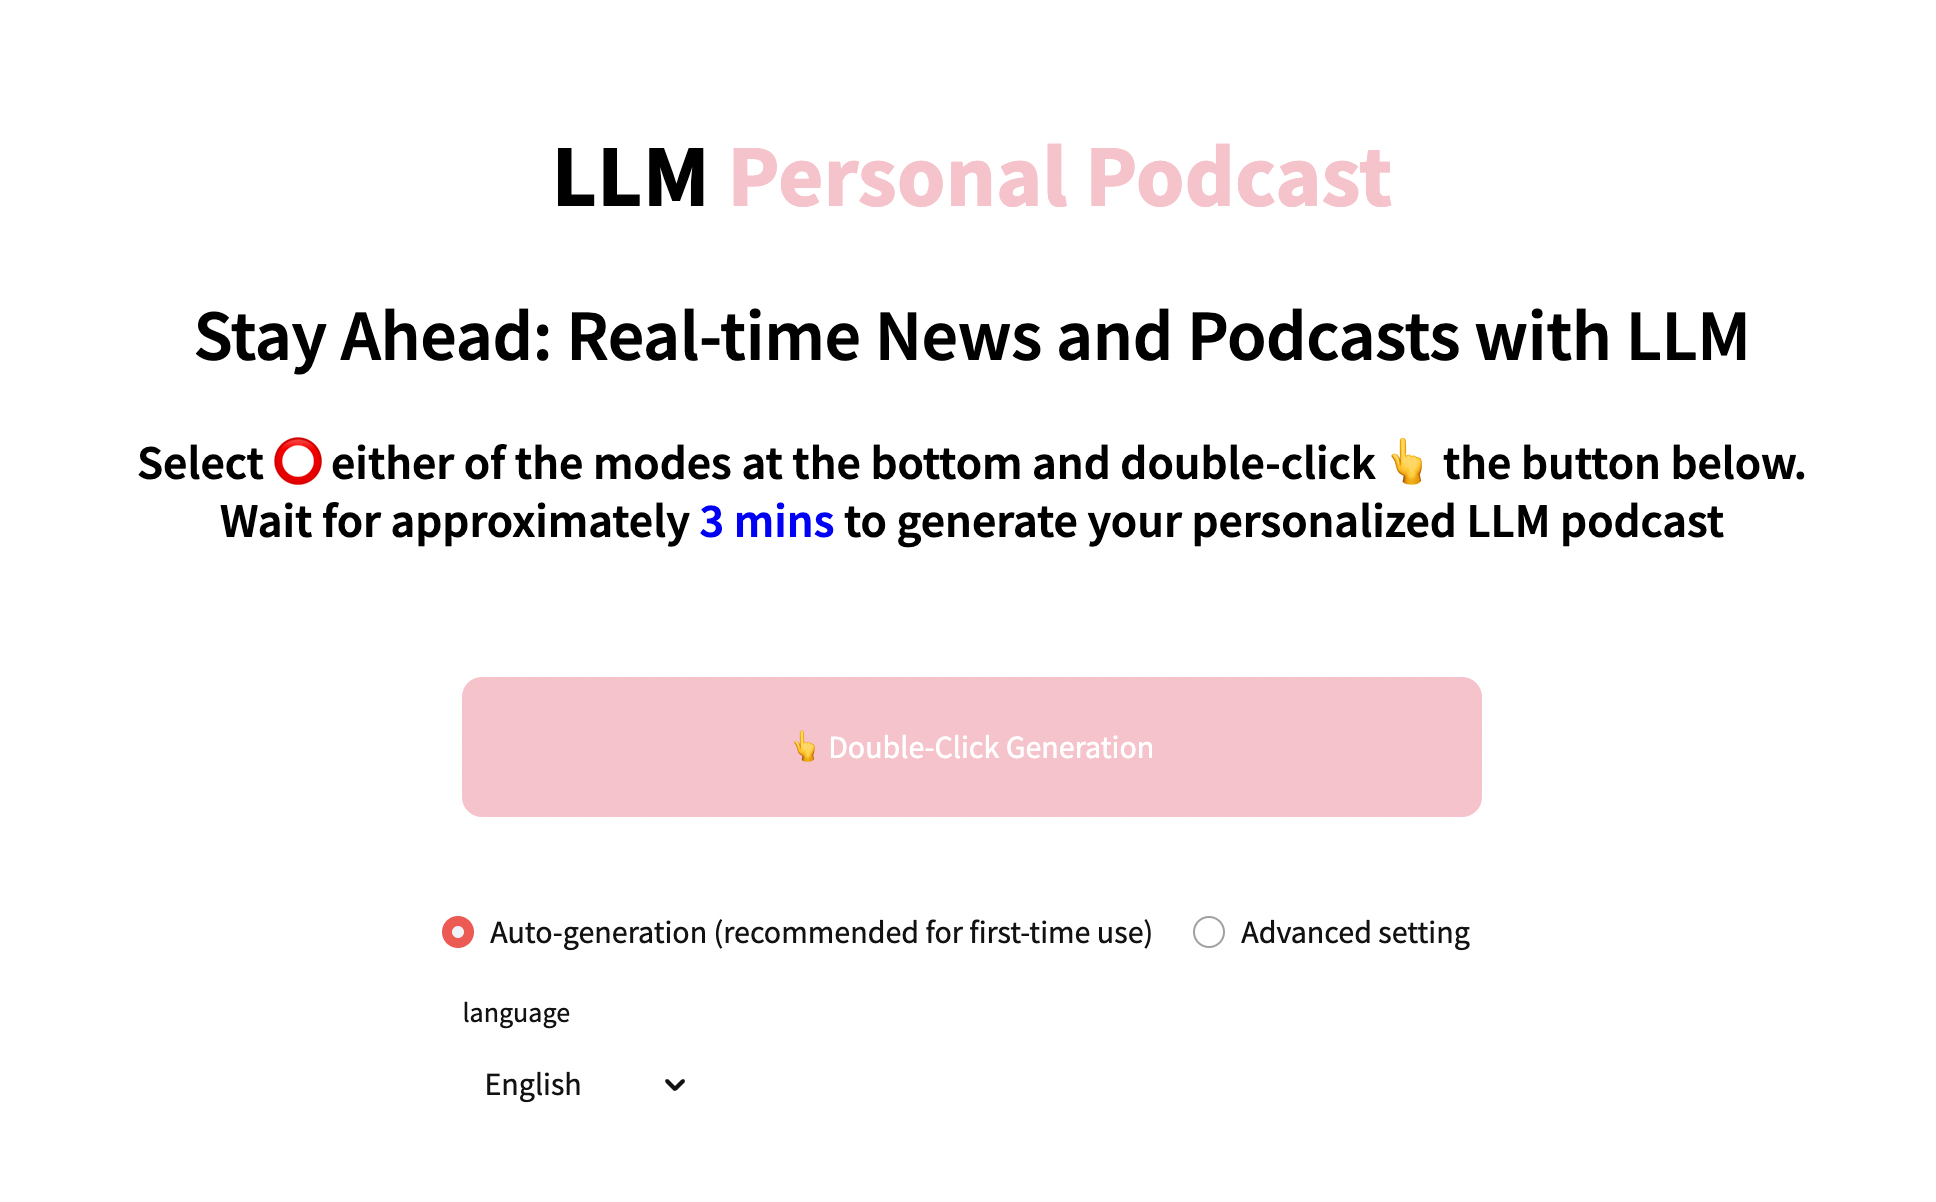 LLM Personal Podcast
Stay Ahead: Real-time News and Podcasts with LLM
Select ⭕ either of the modes at the bottom and double-click 👆 the button below.
Wait for approximately 3 mins to generate your personalized LLM podcast
👆 Double-Click Generation
Auto-generation (recommended for first-time use) Advanced setting
language
English